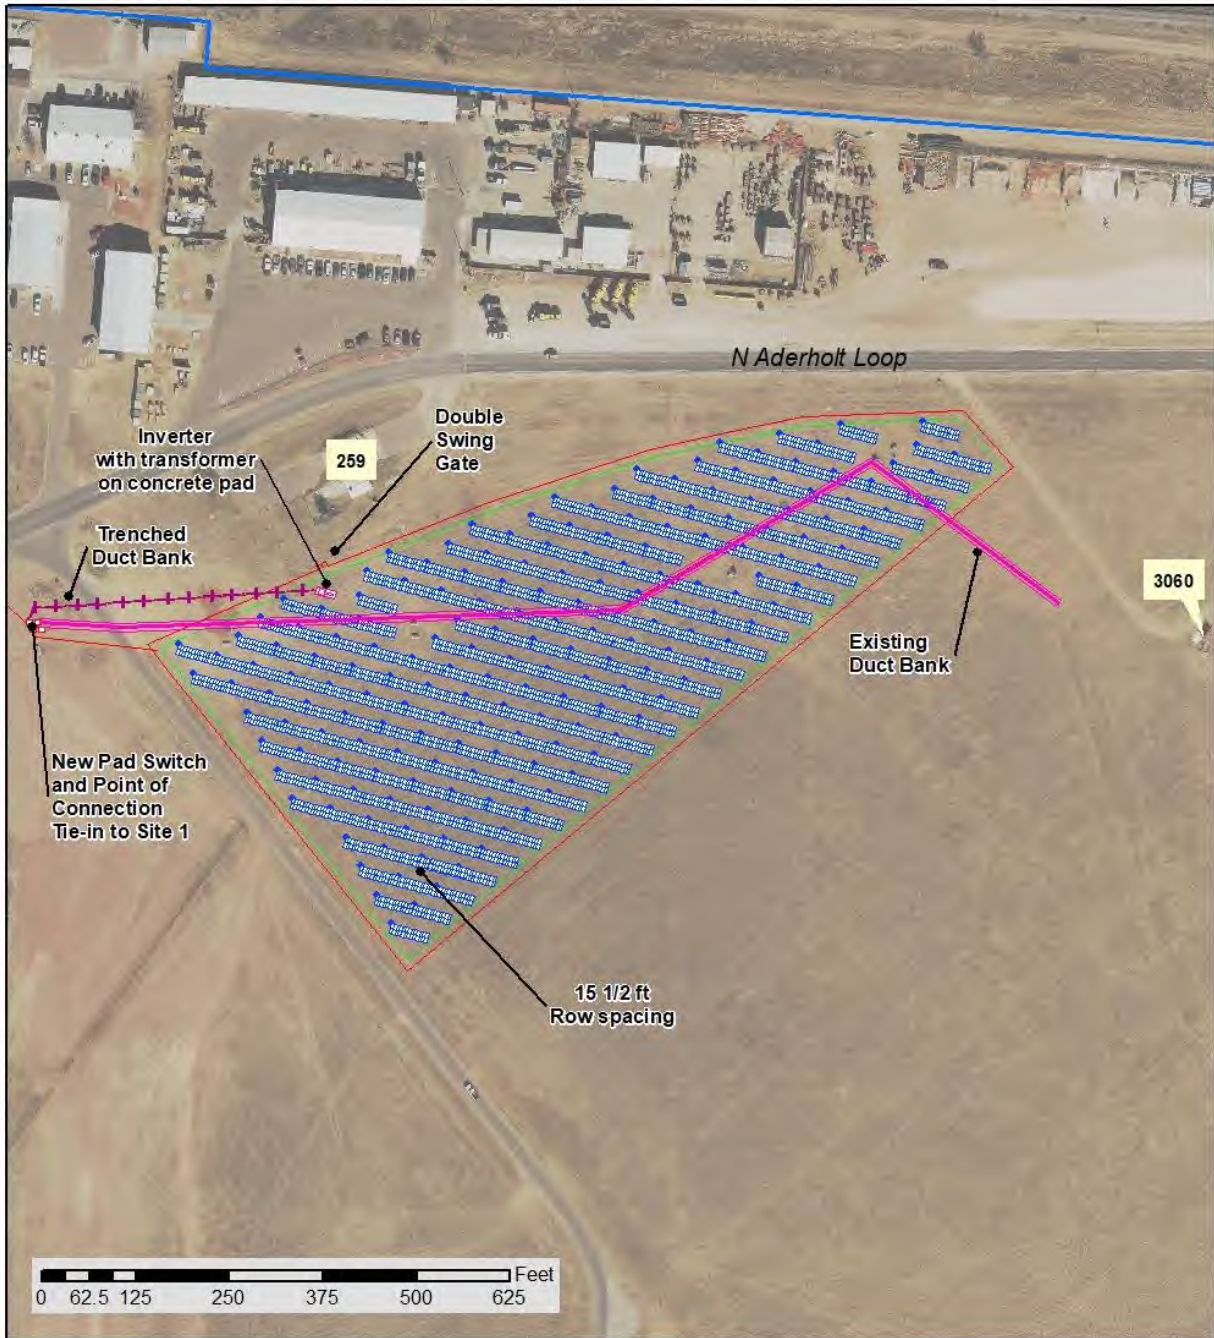 N Aderholt Loop
Double
Swing
Gate
Inverter
with transformer
on concrete pad
259
Trenched
Duct Bank
3060
Existing
Duct Bank
New Pad Switch
and Point of
Connection
Tie-in to Site 1
15 1/2 ft
Row spacing
Feet
0 62.5 125 250 375 500 625